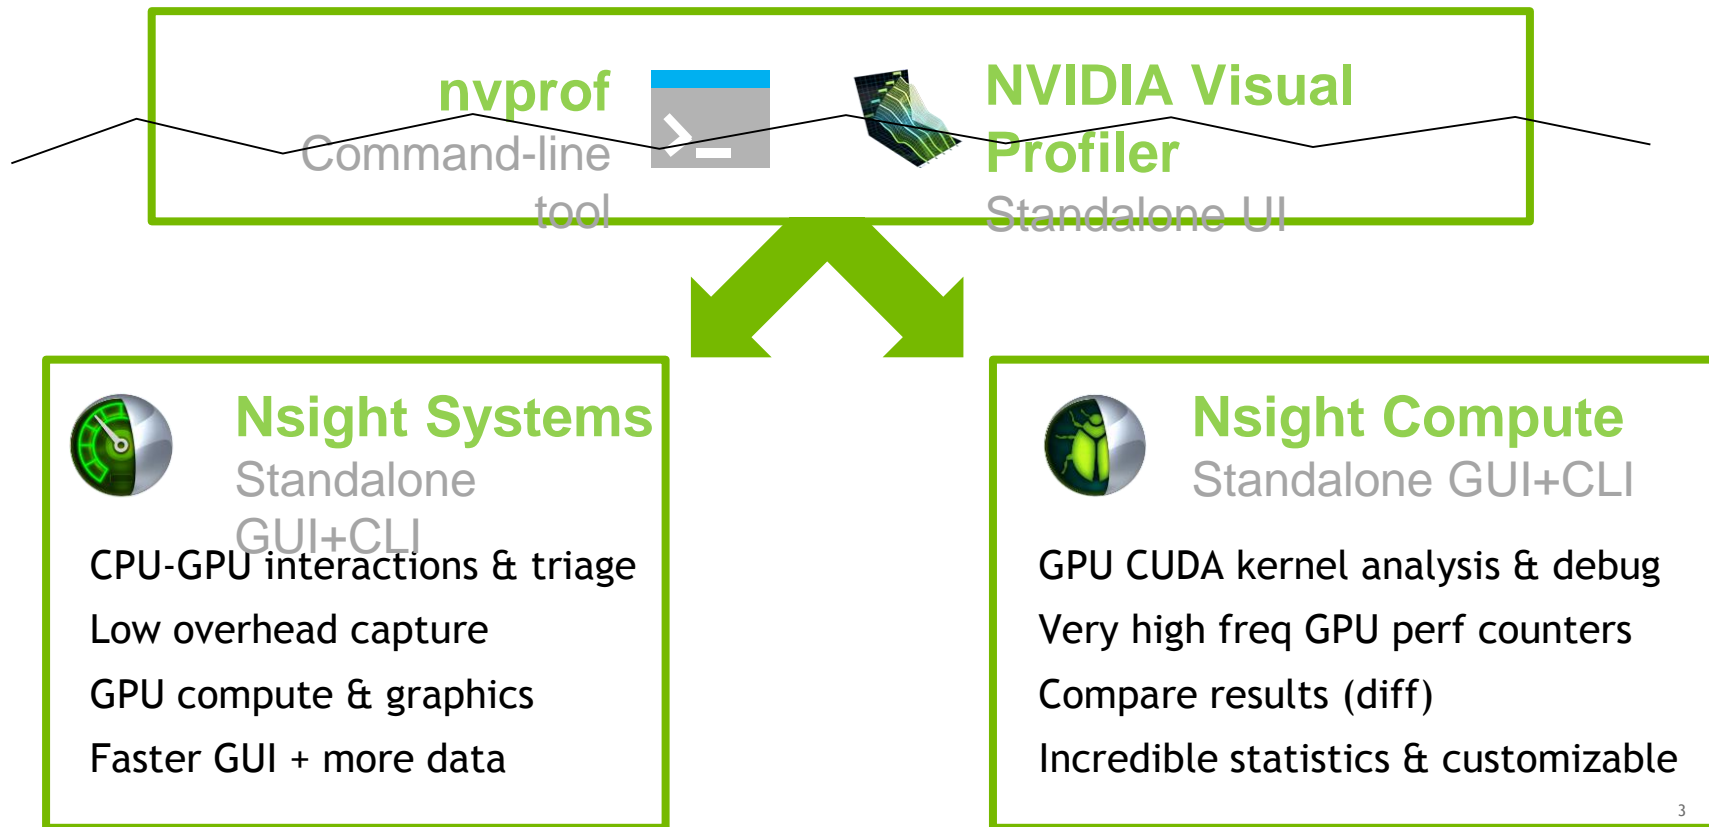 nvprof
Command-line
tool
NVIDIA Visual
Profiler
Standalone UI
Nsight Systems
Standalone
GUI+CLI
CPU-GPU interactions & triage
Low overhead capture
GPU compute & graphics
Faster GUI + more data
Nsight Compute
Standalone GUI+CLI
GPU CUDA kernel analysis & debug
Very high freq GPU perf counters
Compare results (diff)
Incredible statistics & customizable
3